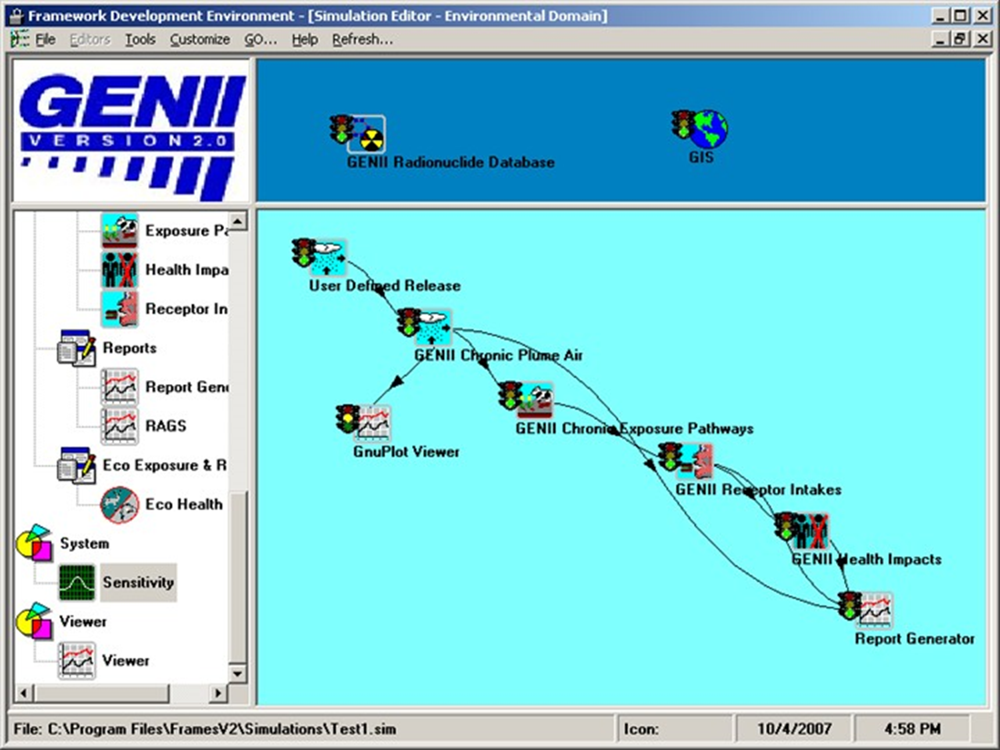 Framework Development Environment - [Simulation Editor - Environmental Domain]
File Editors Tools Customize GO... Help Refresh...
GENII
VERSION 2.0
GENII Radionuclide Database
GIS
Exposure Pa
Health Impa
Receptor In
Reports
Report Gen
RAGS
Eco Exposure & R
Eco Health
System
Sensitivity
Viewer
Viewer
User Defined Release
GENII Chronic Plume Air
GENII Chronic Exposure Pathways
GnuPlot Viewer
GENII Receptor Intakes
GENII Health Impacts
Report Generator
File: C:\Program Files\FramesV2\Simulations\Test1.sim
Icon:
10/4/2007
4:58 PM